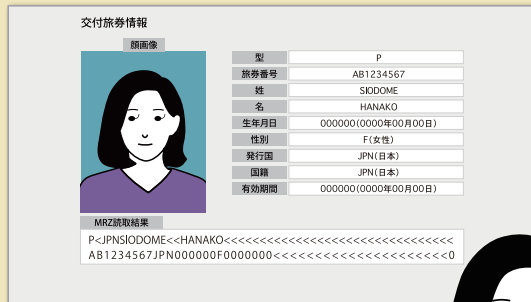 交付旅券情報
顔画像
型 P
旅券番号 AB1234567
姓 SIODOME
名 HANAKO
生年月日 000000(0000年00月00日)
性別 F(女性)
発行国 JPN(日本)
国籍 JPN(日本)
有効期間 000000(0000年00月00日)
MRZ読取結果
P<JPNSIODOME<<HANAKO<<<<<<<<<<<<<<<<<<<<<<<<<<<<<<<<
AB1234567JPN000000F0000000<<<<<<<<<<<<<<<<<<<<<0